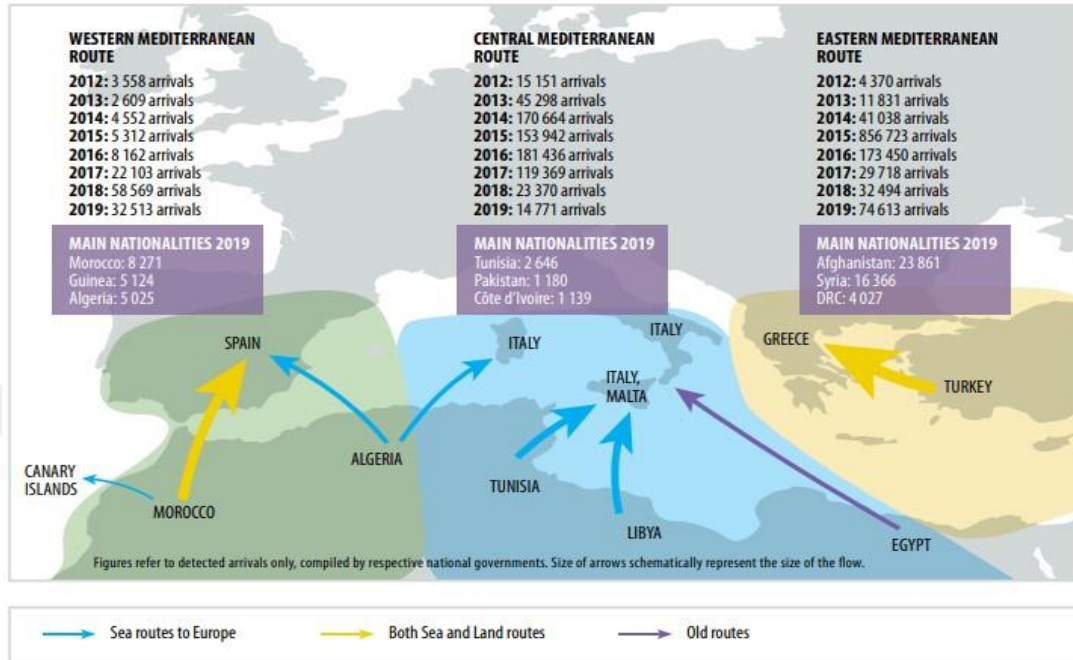 WESTERN MEDITERRANEAN
ROUTE
2012: 3 558 arrivals
2013: 2 609 arrivals
2014: 4 552 arrivals
2015: 5 312 arrivals
2016: 8 162 arrivals
2017: 22 103 arrivals
2018: 58 569 arrivals
2019: 32 513 arrivals
MAIN NATIONALITIES 2019
Morocco: 8 271
Guinea: 5 124
Algeria: 5 025
CENTRAL MEDITERRANEAN
ROUTE
2012: 15 151 arrivals
2013: 45 298 arrivals
2014: 170 664 arrivals
2015: 153 942 arrivals
2016: 181 436 arrivals
2017: 119 369 arrivals
2018: 23 370 arrivals
2019: 14 771 arrivals
MAIN NATIONALITIES 2019
Tunisia: 2 646
Pakistan: 1 180
Côte d'Ivoire: 1 139
EASTERN MEDITERRANEAN
ROUTE
2012: 4 370 arrivals
2013: 11 831 arrivals
2014: 41 038 arrivals
2015: 856 723 arrivals
2016: 173 450 arrivals
2017: 29 718 arrivals
2018: 32 494 arrivals
2019: 74 613 arrivals
MAIN NATIONALITIES 2019
Afghanistan: 23 861
Syria: 16 366
DRC: 4 027
SPAIN
ITALY
ITALY
GREECE
ITALY,
MALTA
TURKEY
ALGERIA
CANARY
ISLANDS
TUNISIA
MOROCCO
LIBYA
EGYPT
Figures refer to detected arrivals only, compiled by respective national governments. Size of arrows schematically represent the size of the flow.
Sea routes to Europe
Both Sea and Land routes
Old routes